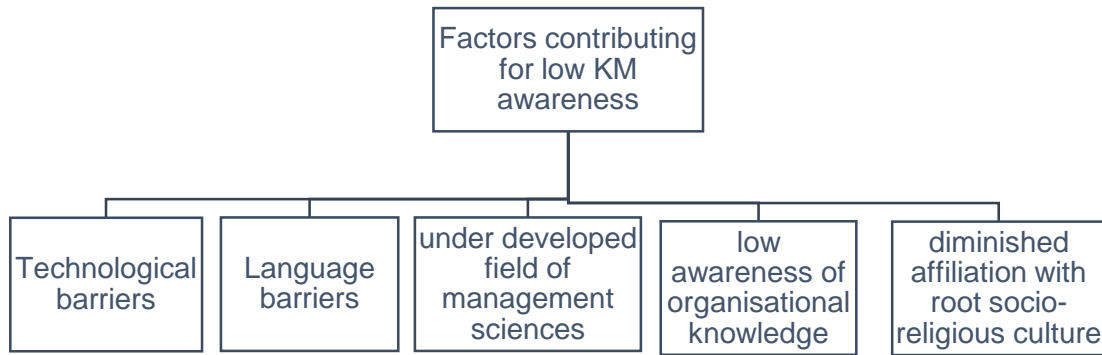 Factors contributing
for low KM
awareness
Technological
barriers
Language
barriers
under developed
field of
management
sciences
low
awareness of
organisational
knowledge
diminished
affiliation with
root socio-
religious culture